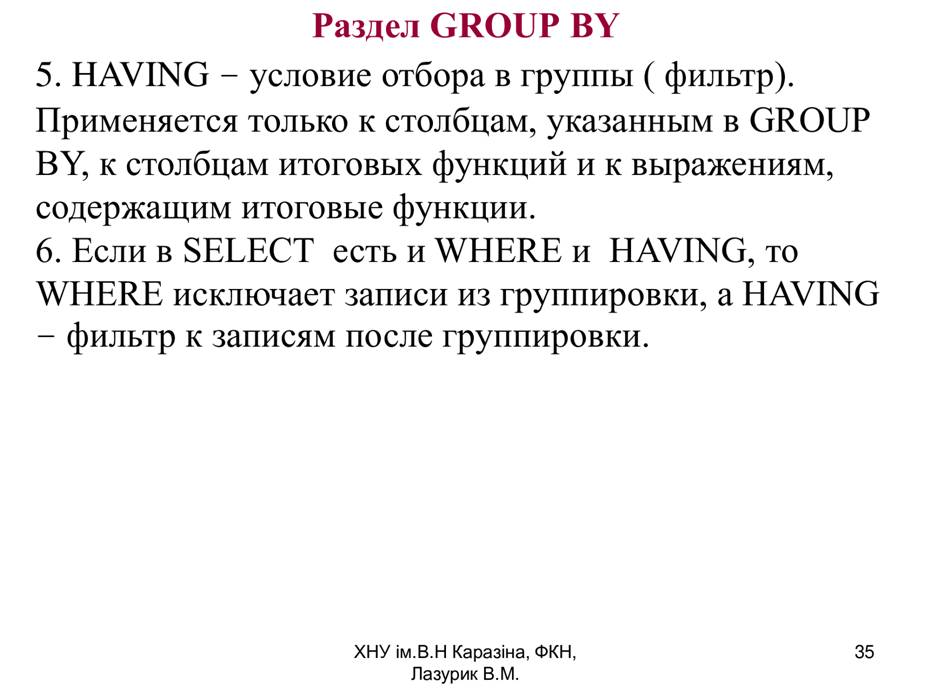 Раздел GROUP BY
5. HAVING – условие отбора в группы ( фильтр).
Применяется только к столбцам, указанным в GROUP
BY, к столбцам итоговых функций и к выражениям,
содержащим итоговые функции.
6. Если в SELECT  есть и WHERE и  HAVING, то
WHERE исключает записи из группировки, а HAVING
– фильтр к записям после группировки.
ХНУ ім.В.Н Каразіна, ФКН,
Лазурик В.М.
35